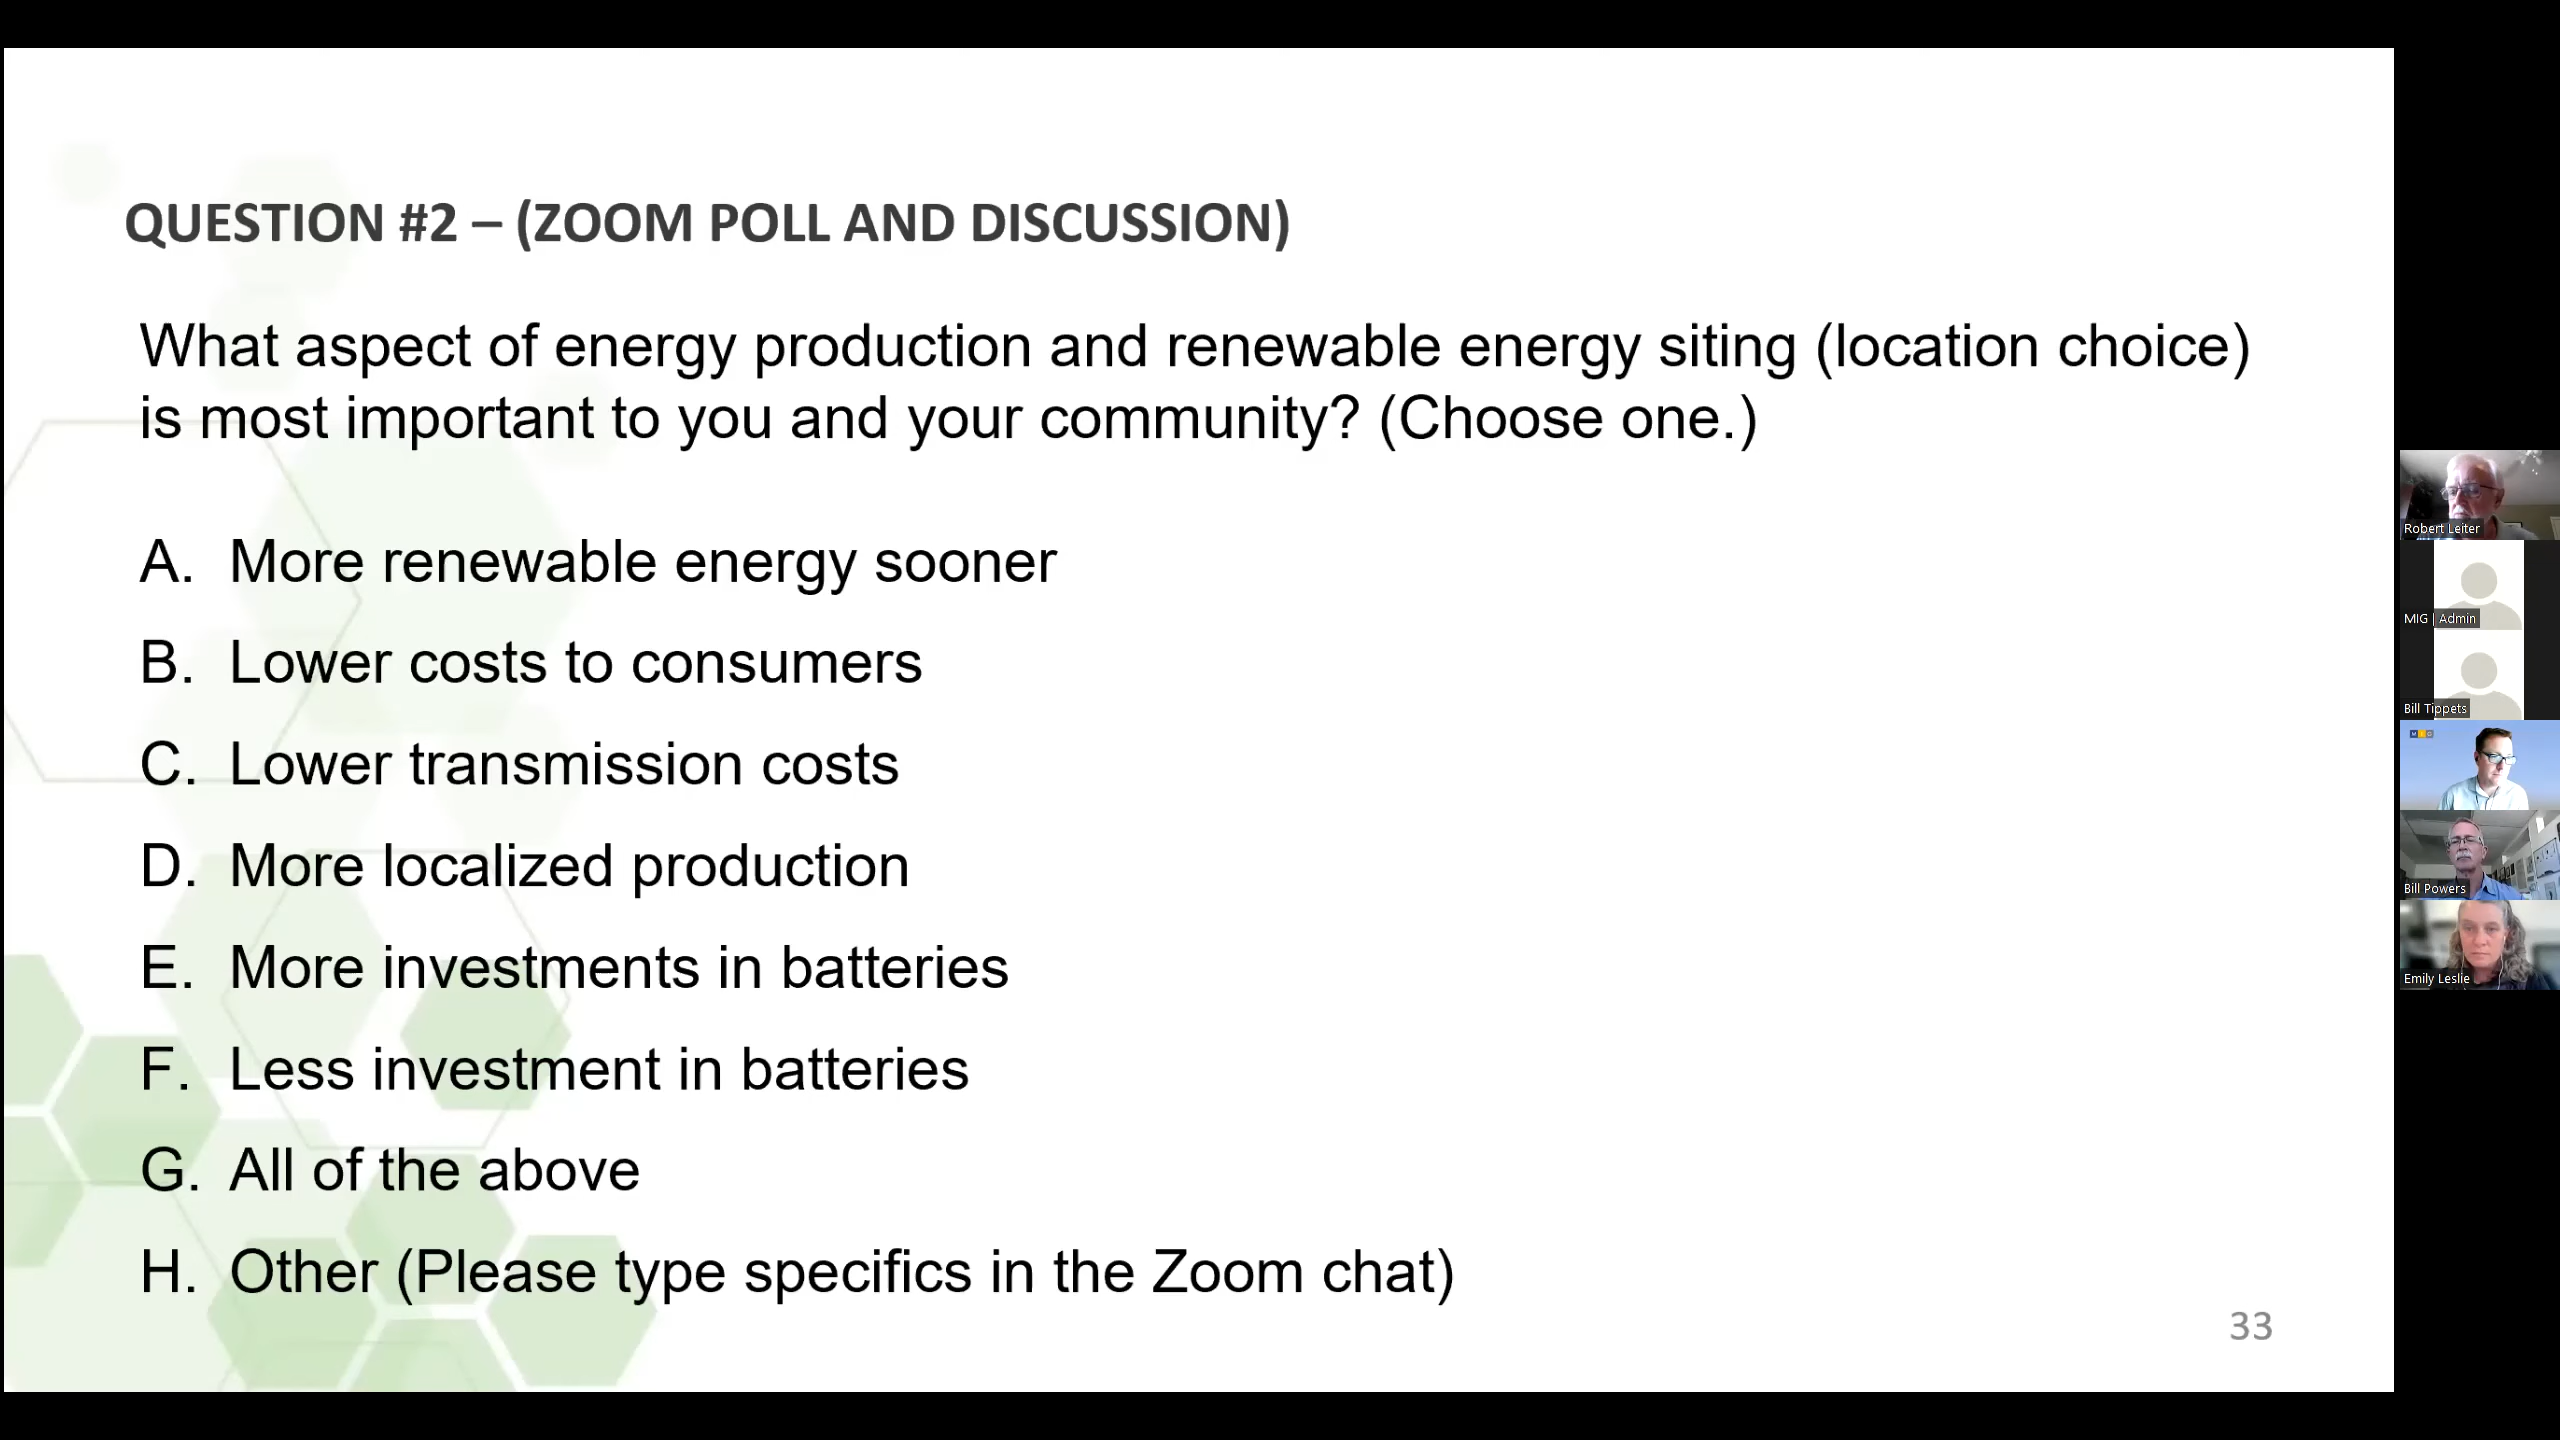 QUESTION #2 – (ZOOM POLL AND DISCUSSION)
What aspect of energy production and renewable energy siting (location choice)
is most important to you and your community? (Choose one.)
A. More renewable energy sooner
B. Lower costs to consumers
C. Lower transmission costs
D. More localized production
E. More investments in batteries
F. Less investment in batteries
G. All of the above
H. Other (Please type specifics in the Zoom chat)
33
Robert Leiter
MIG | Admin
Bill Tippets
MIG
Bill Powers
Emily Leslie